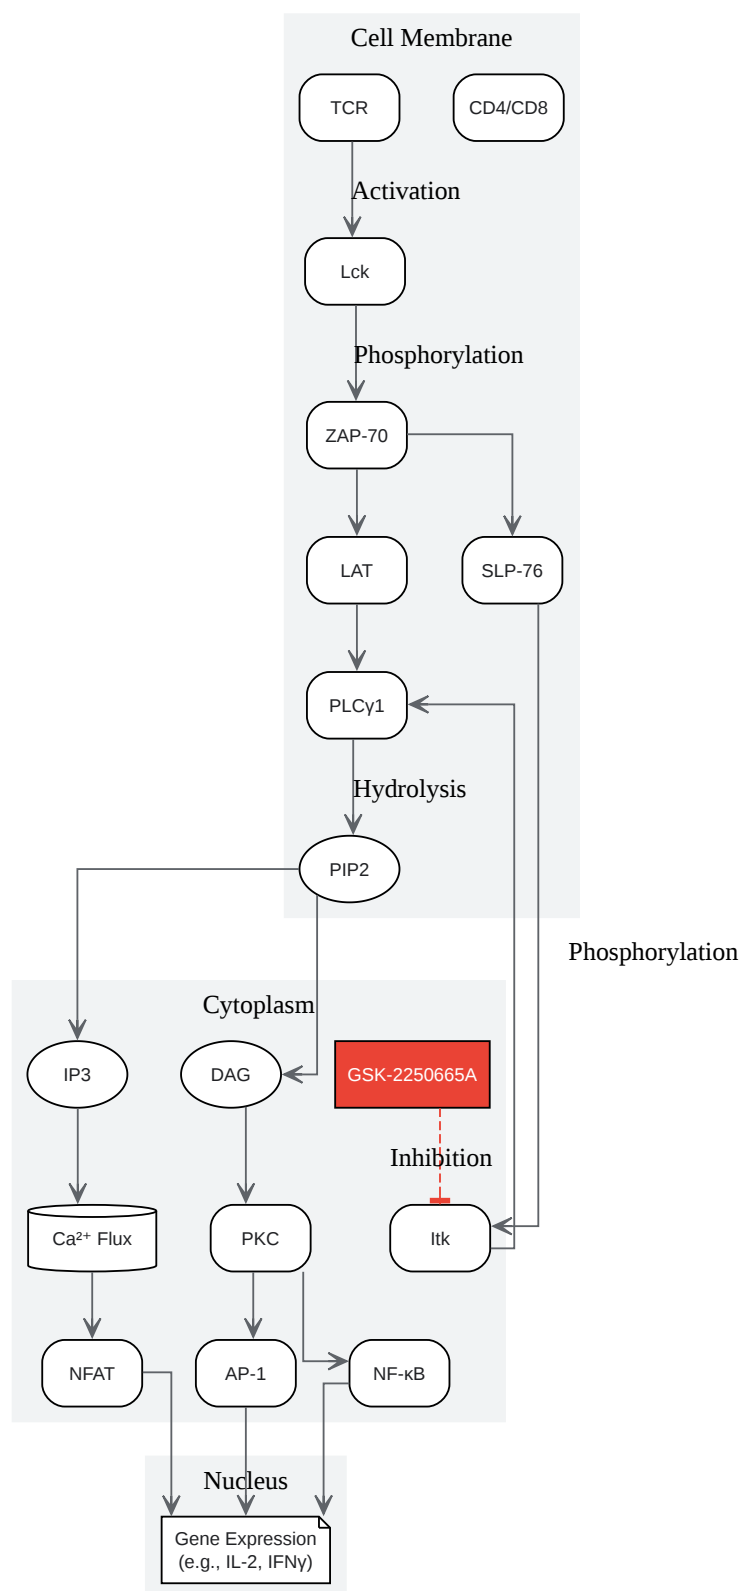 Cell Membrane
TCR
CD4/CD8
Activation
Lck
Phosphorylation
ZAP-70
LAT
SLP-76
PLCγ1
Hydrolysis
PIP2
Phosphorylation
Cytoplasm
IP3
DAG
GSK-2250665A
Inhibition
Ca²⁺ Flux
PKC
Itk
NFAT
AP-1
NF-κB
Nucleus
Gene Expression
(e.g., IL-2, IFNγ)